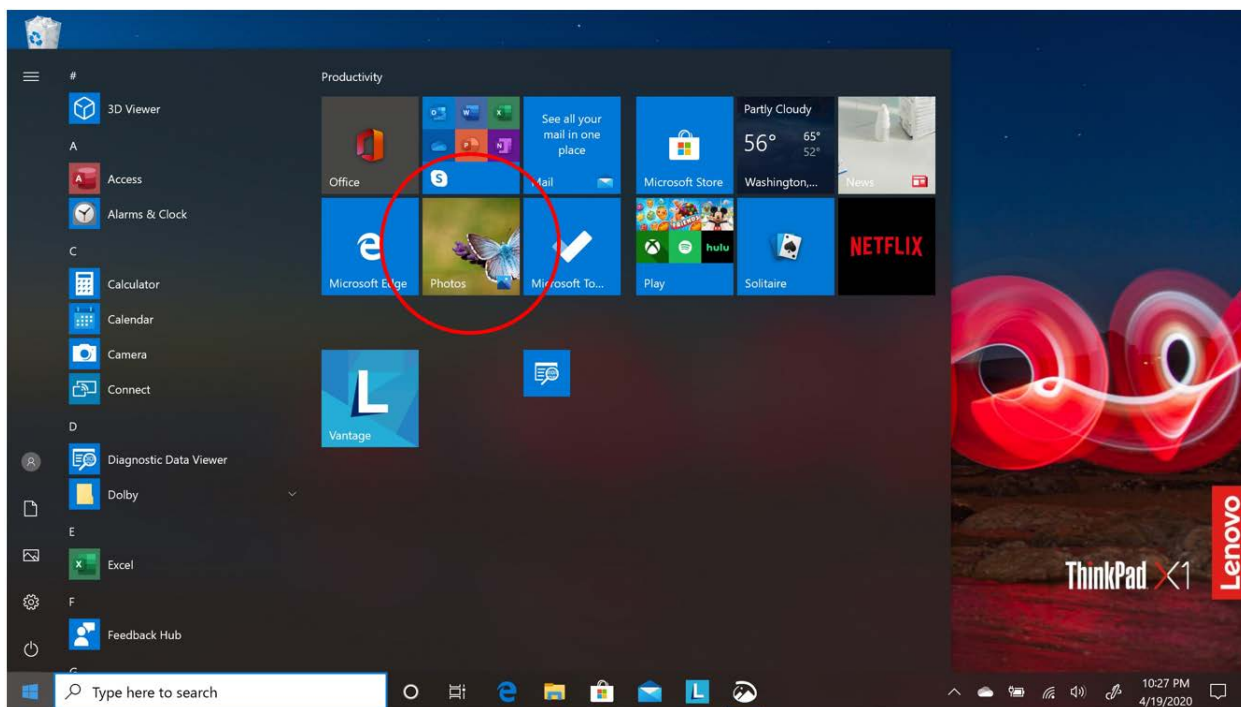 #
3D Viewer
A
Access
Alarms & Clock
C
Calculator
Calendar
Camera
Connect
D
Diagnostic Data Viewer
Dolby
E
Excel
F
Feedback Hub
Productivity
Office
See all your
mail in one
place
Mail
Microsoft Store
Partly Cloudy
56° 65°
52°
Washington,...
News
Microsoft Edge
Photos
Microsoft To...
hulu
Play
Solitaire
NETFLIX
L
Vantage
ThinkPad X1
Lenovo
Type here to search
L
10:27 PM
4/19/2020